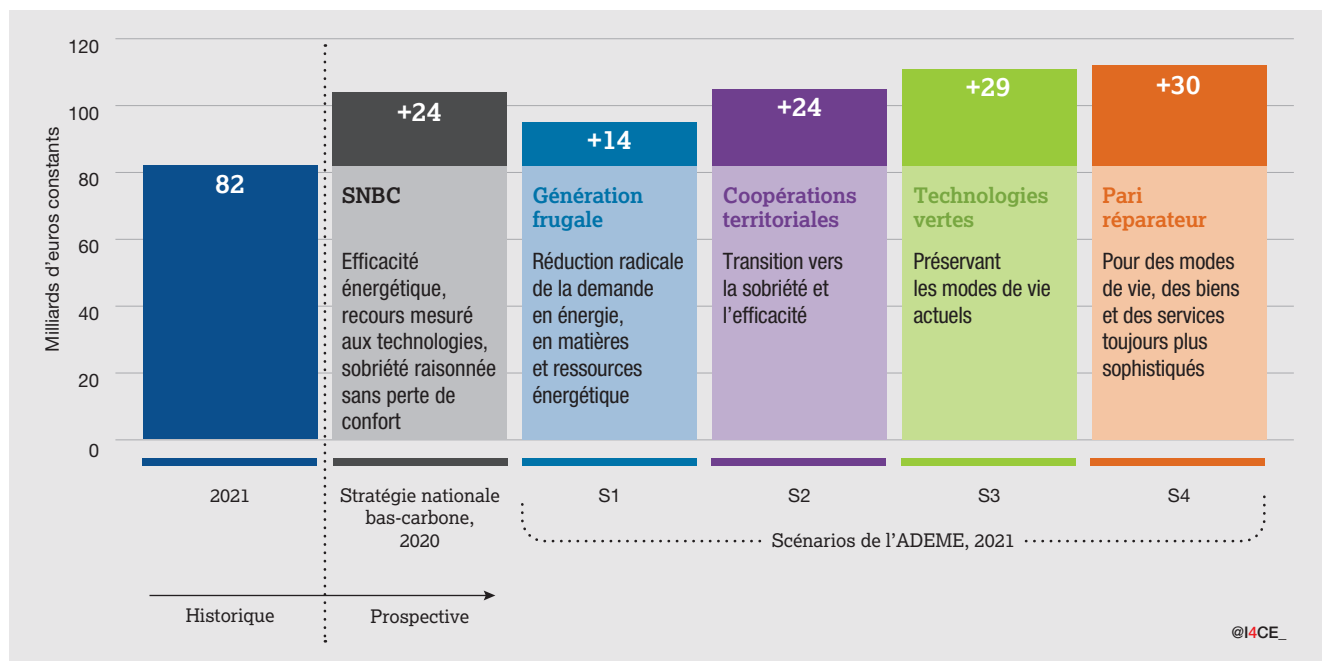 120
100
80
60
40
20
0
Milliards d'euros constants
82
+24
+14
+24
+29
+30
SNBC
Efficacité
énergétique,
recours mesuré
aux technologies,
sobriété raisonnée
sans perte de
confort
Génération
frugale
Réduction radicale
de la demande
en énergie,
en matières
et ressources
énergétique
Coopérations
territoriales
Transition vers
la sobriété et
l'efficacité
Technologies
vertes
Préservant
les modes de vie
actuels
Pari
réparateur
Pour des modes
de vie, des biens
et des services
toujours plus
sophistiqués
2021
Stratégie nationale
bas-carbone,
2020
S1
S2
S3
S4
Scénarios de l'ADEME, 2021
Historique
Prospective
@I4CE_